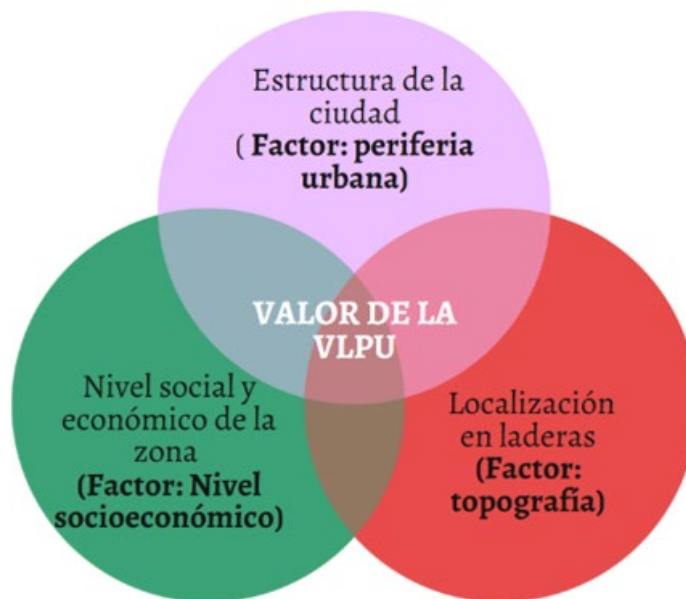 Estructura de la
ciudad
( Factor: periferia
urbana)
VALOR DE LA
VLPU
Nivel social y
económico de la
zona
(Factor: Nivel
socioeconómico)
Localización
en laderas
(Factor:
topografía)